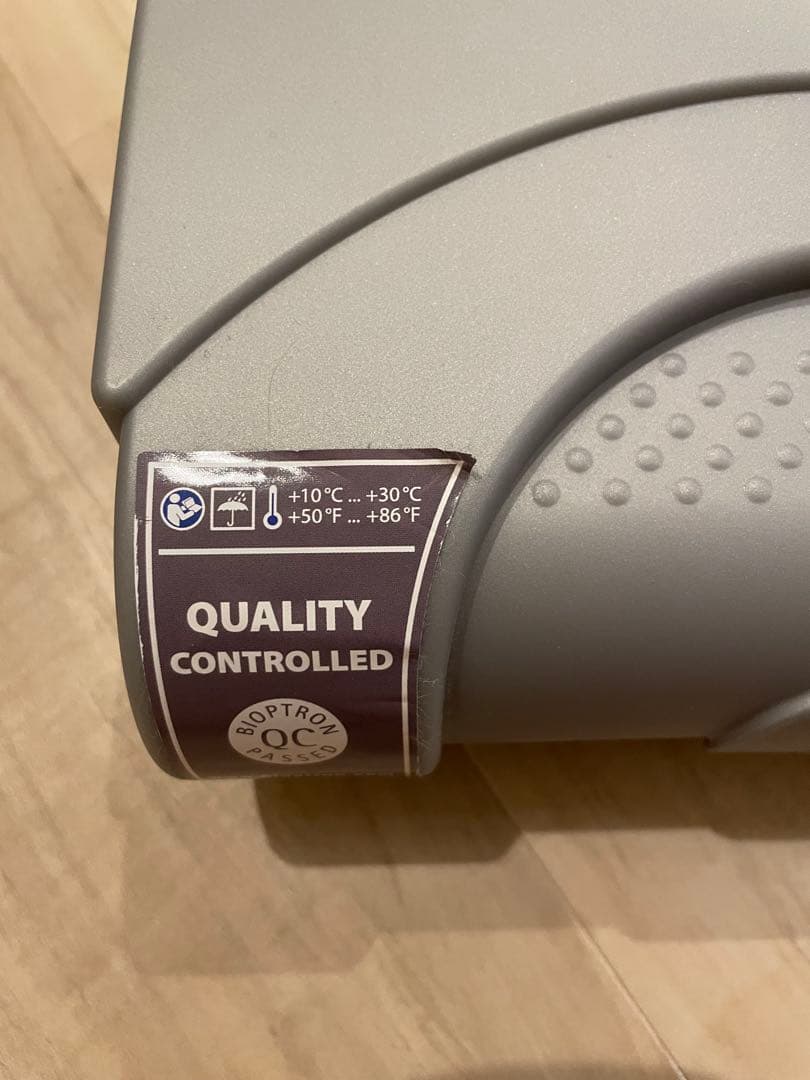 +10°C ... +30°C
+50°F ... +86°F
QUALITY
CONTROLLED
BIOPTRON
QC
PASSED